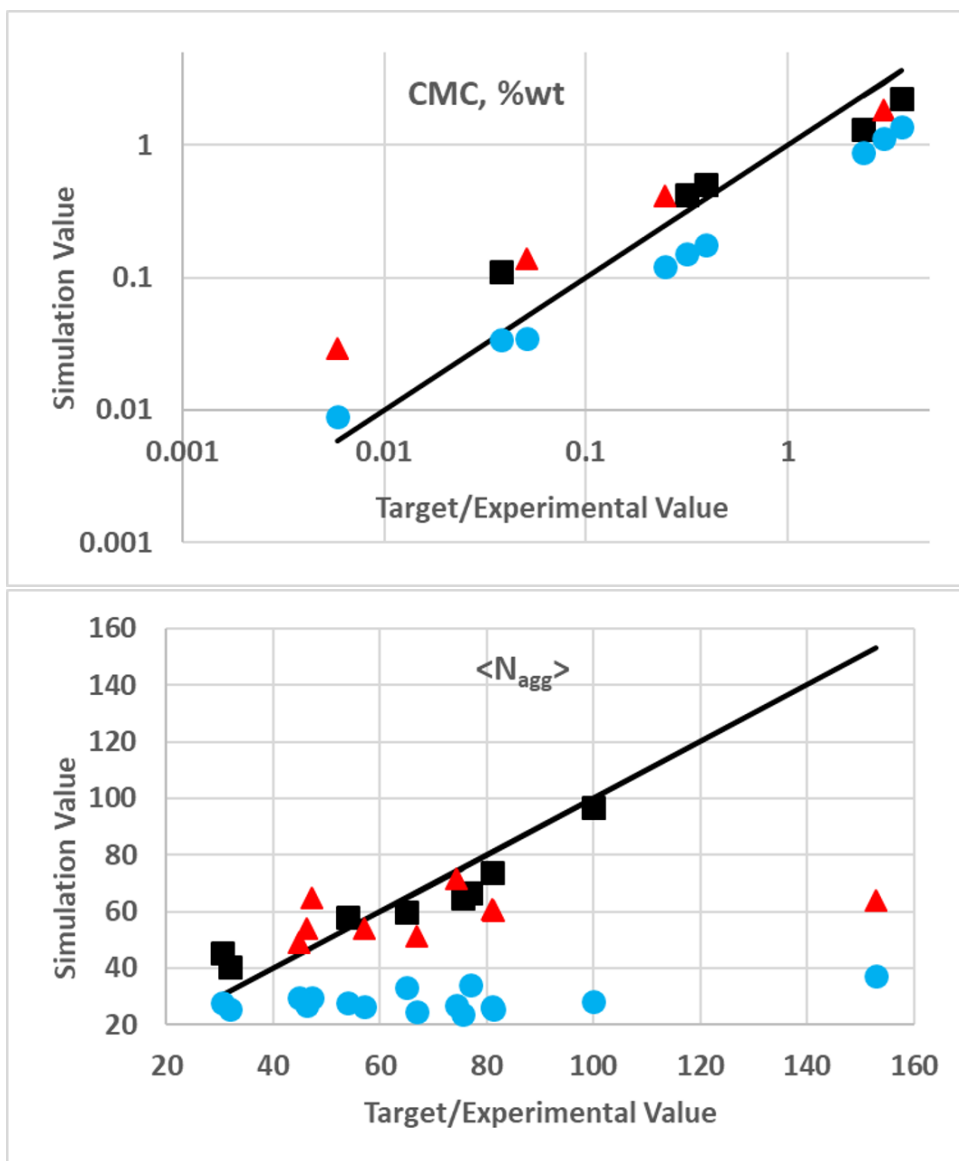 CMC, %wt
1
0.1
0.01
0.001
Simulation Value
0.001 0.01 0.1 1
Target/Experimental Value
<N_agg>
160
140
120
100
80
60
40
20
Simulation Value
20 40 60 80 100 120 140 160
Target/Experimental Value